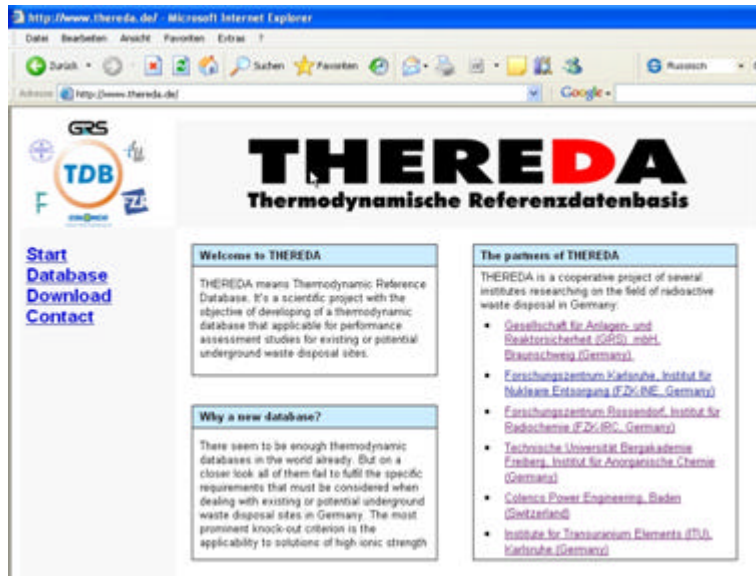 http://www.thereda.de/ - Microsoft Internet Explorer
Datei Bearbeiten Ansicht Favoriten Extras ?
Zurück Suchen Favoriten Russisch
Adresse http://www.thereda.de/ Google
GRS
TDB
F FZR
THEREDA
Thermodynamische Referenzdatenbasis
Start
Database
Download
Contact
Welcome to THEREDA
THEREDA means Thermodynamic Reference
Database. It's a scientific project with the
objective of developing of a thermodynamic
database that applicable for performance
assessment studies for existing or potential
underground waste disposal sites.
Why a new database?
There seem to be enough thermodynamic
databases in the world already. But on a
closer look all of them fail to fulfil the specific
requirements that must be considered when
dealing with existing or potential underground
waste disposal sites in Germany. The most
prominent knock-out criterion is the
applicability to solutions of high ionic strength
The partners of THEREDA
THEREDA is a cooperative project of several
institutes researching on the field of radioactive
waste disposal in Germany:
Gesellschaft für Anlagen- und
Reaktorsicherheit (GRS) mbH,
Braunschweig (Germany),
Forschungszentrum Karlsruhe, Institut für
Nukleare Entsorgung (FZK-INE, Germany)
Forschungszentrum Rossendorf, Institut für
Radiochemie (FZK-IRC, Germany)
Technische Universität Bergakademie
Freiberg, Institut für Anorganische Chemie
(Germany)
Colenco Power Engineering, Baden
(Switzerland)
Institute for Transuranium Elements (ITU),
Karlsruhe (Germany)